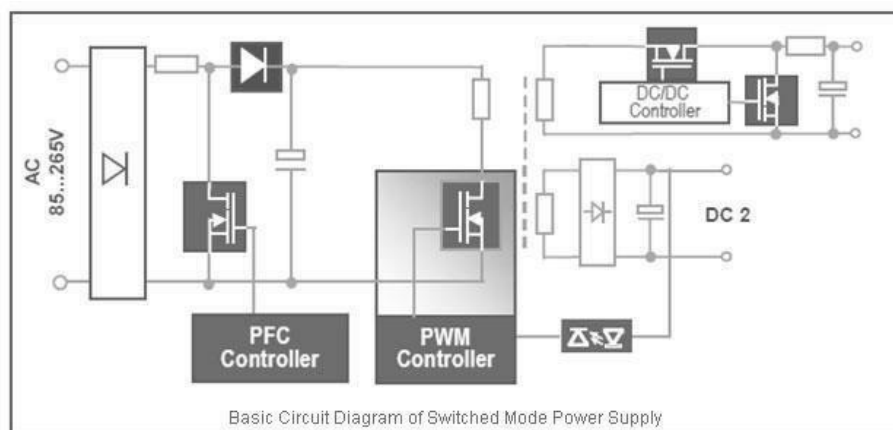 AC
85...265V
DC/DC
Controller
DC 2
PFC
Controller
PWM
Controller
Basic Circuit Diagram of Switched Mode Power Supply